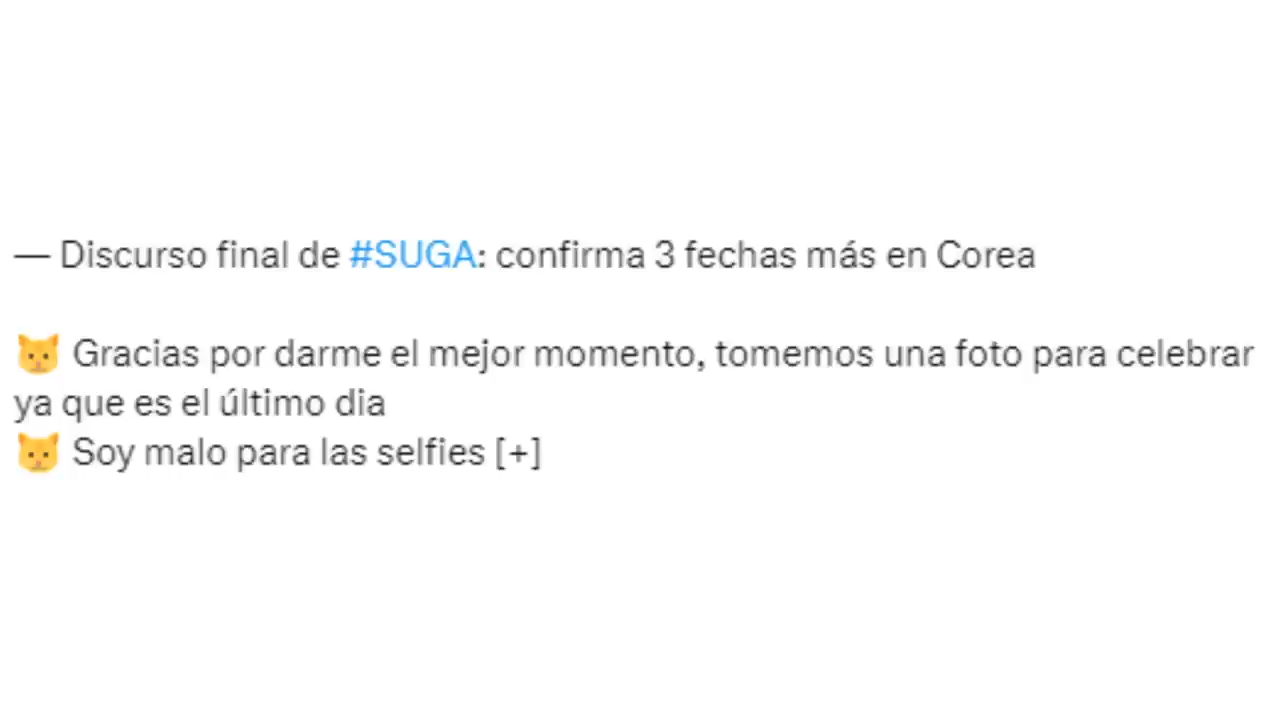 — Discurso final de #SUGA: confirma 3 fechas más en Corea
🐱 Gracias por darme el mejor momento, tomemos una foto para celebrar
ya que es el último dia
🐱 Soy malo para las selfies [+]